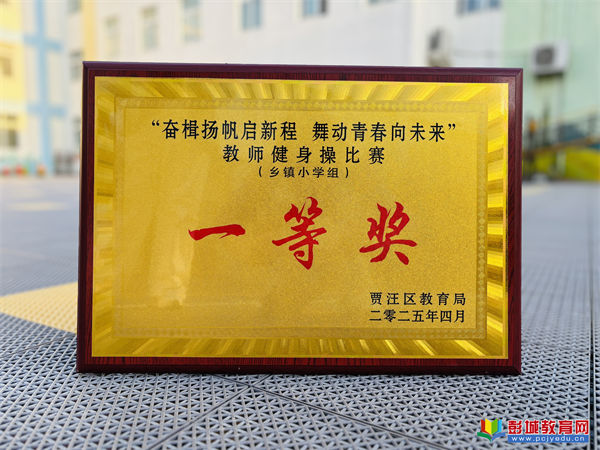 “奋楫扬帆启新程 舞动青春向未来”
教师健身操比赛
（乡镇小学组）
一等奖
贾汪区教育局
二零二五年四月
彭城教育网
www.pcjyedu.cn